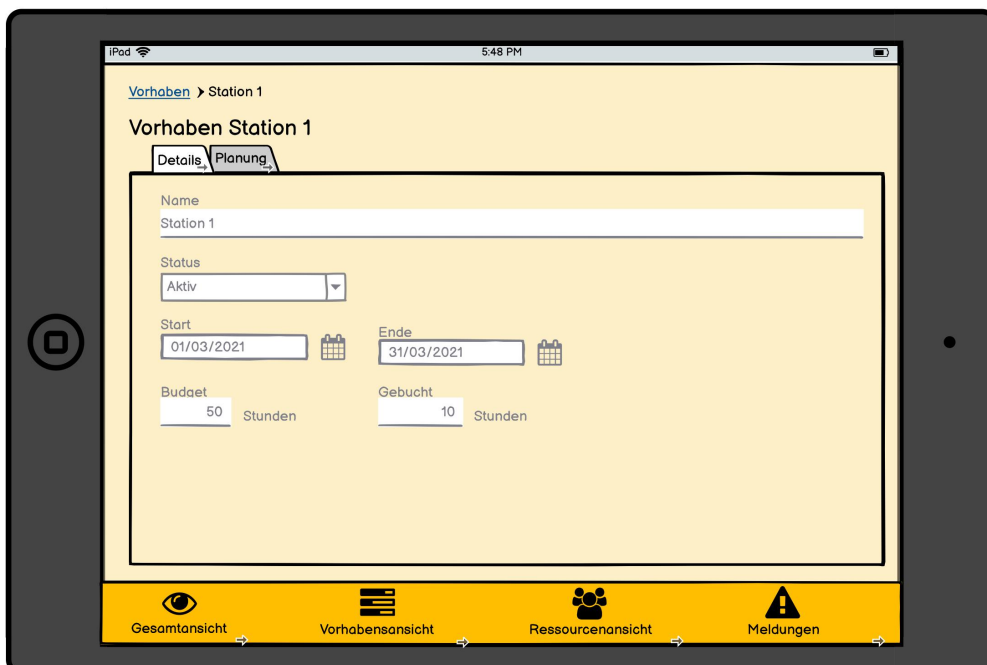 iPad 5:48 PM
Vorhaben Station 1
Vorhaben Station 1
Details Planung
Name
Station 1
Status
Aktiv
Start Ende
01/03/2021 31/03/2021
Budget Gebucht
50 Stunden 10 Stunden
Gesamtansicht Vorhabensansicht Ressourcenansicht Meldungen